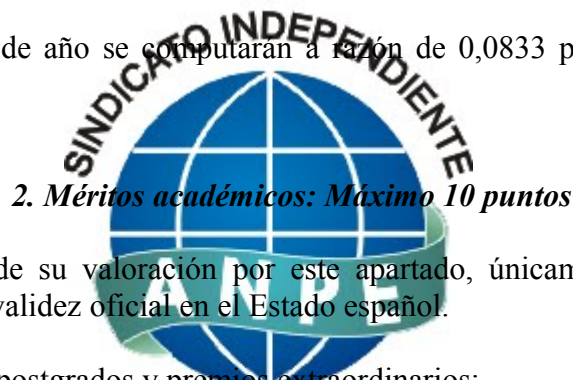 de año se computarán a razón de 0,0833 p
SINDICATO INDEPENDIENTE
2. Méritos académicos: Máximo 10 puntos
de su valoración por este apartado, únicam
validez oficial en el Estado español.
ANPE
postgrados y premios extraordinarios: